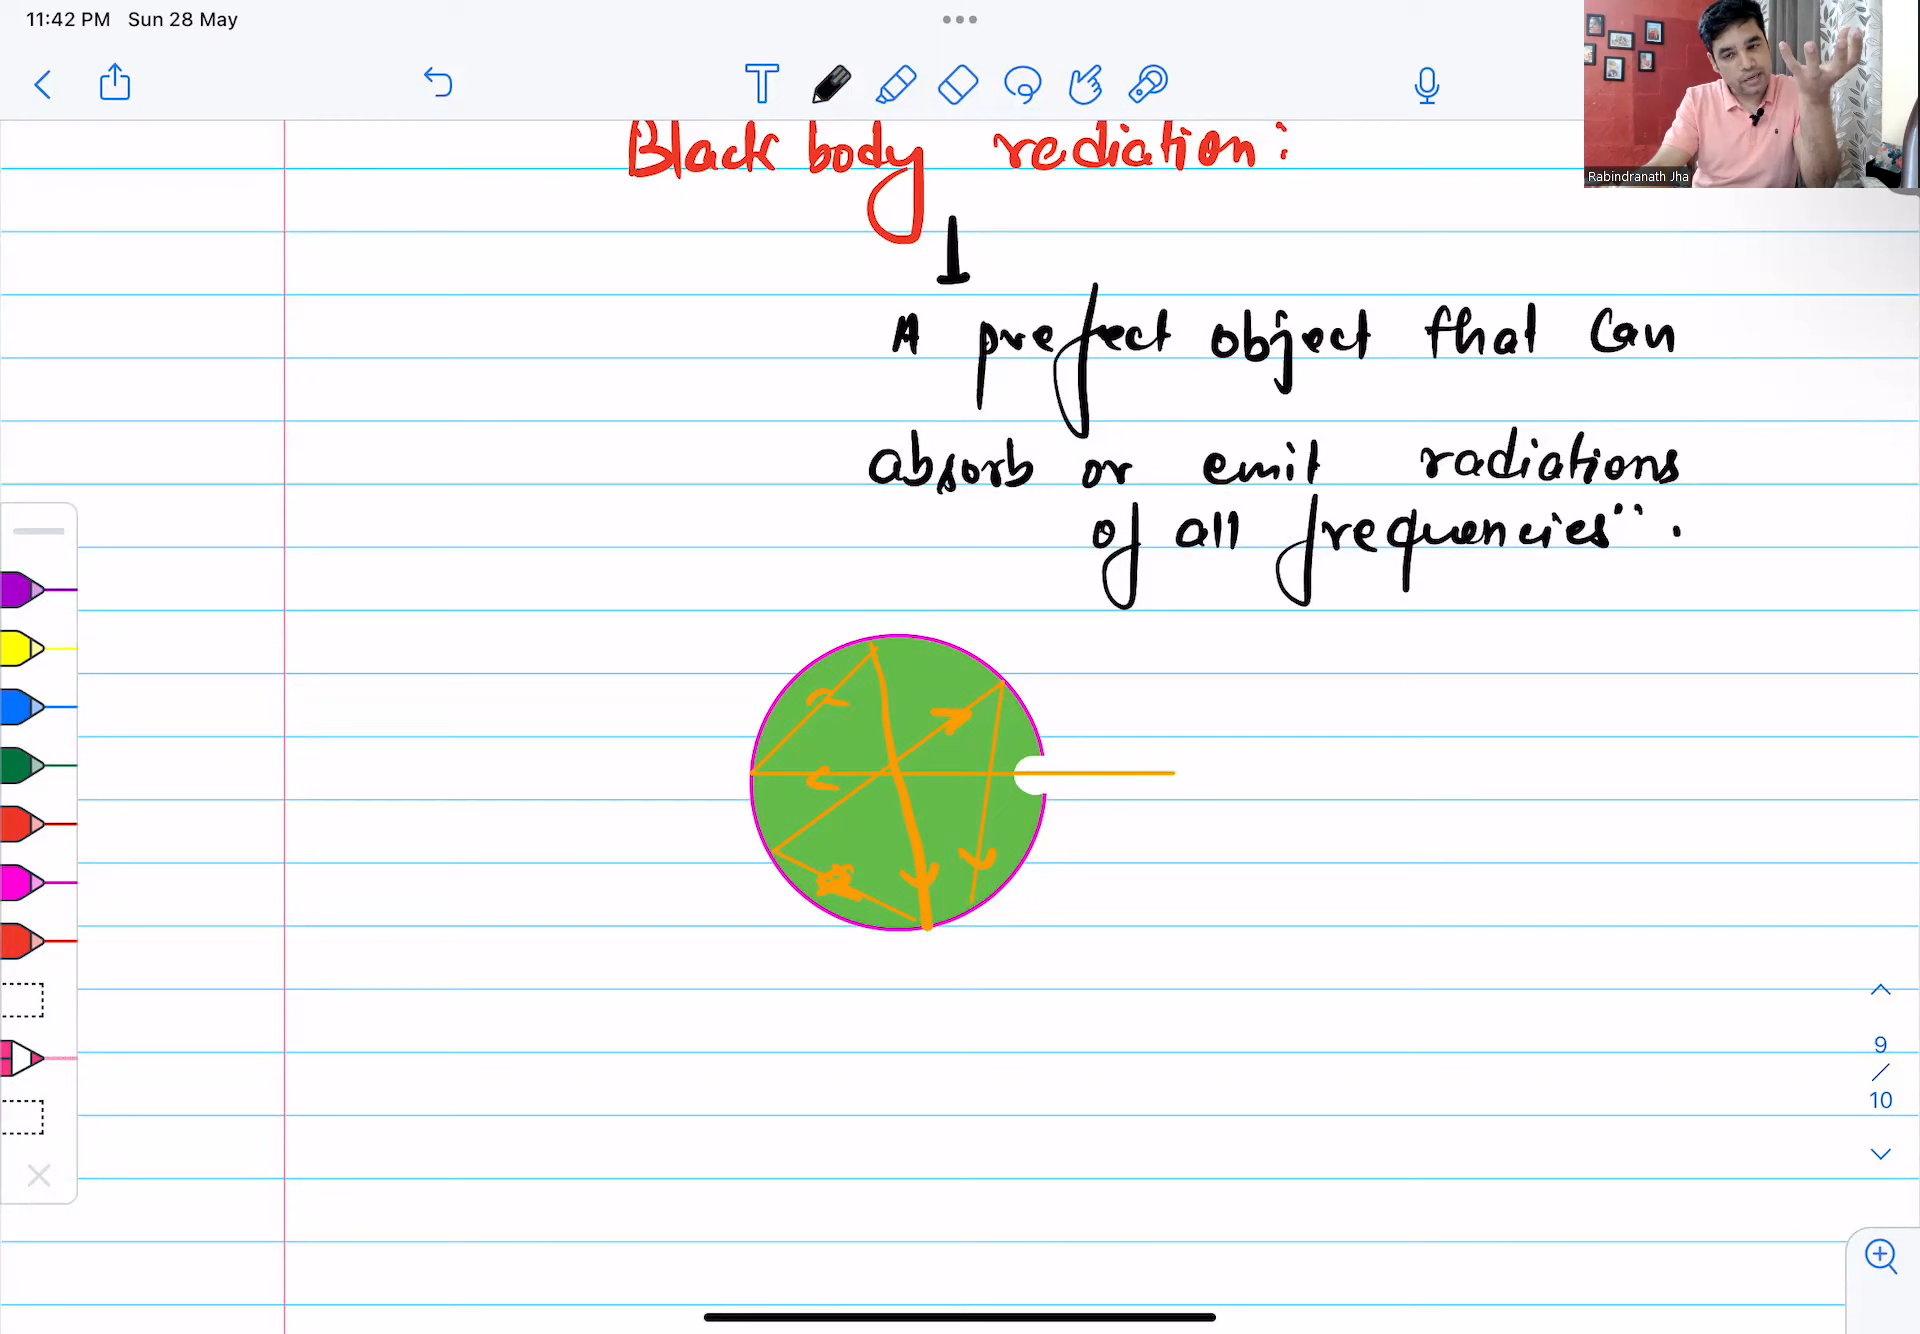 11:42 PM Sun 28 May
T
Rabindranath Jha
Black body rediation:
A prefect object that can
absorb or emit radiations
of all frequencies".
9
/
10